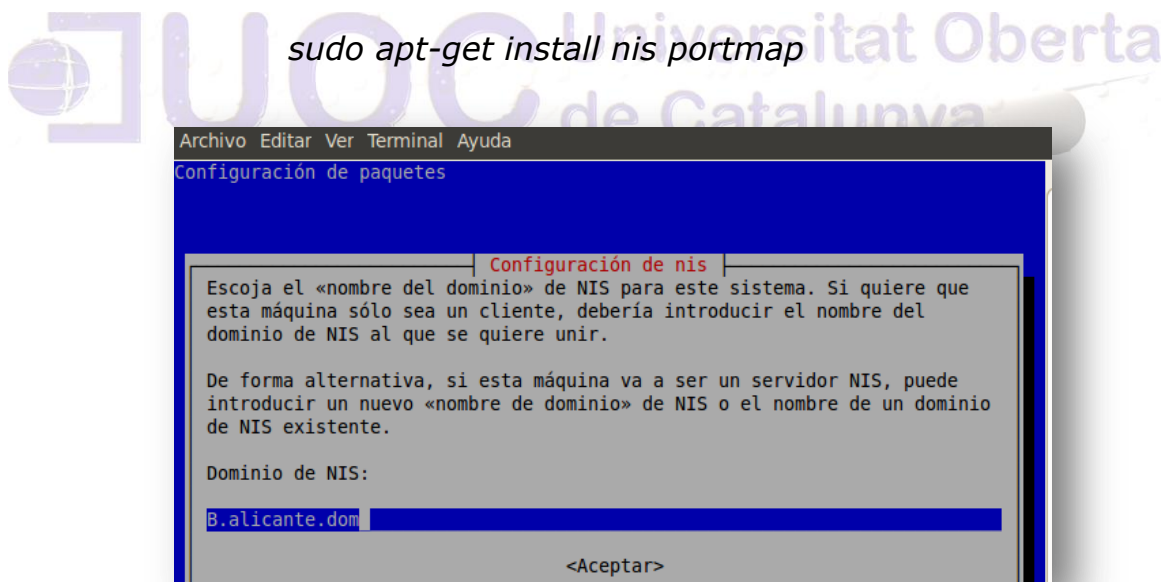 sudo apt-get install nis portmap
UOC Universitat Oberta
de Catalunya
Archivo Editar Ver Terminal Ayuda
Configuración de paquetes
Configuración de nis
Escoja el «nombre del dominio» de NIS para este sistema. Si quiere que
esta máquina sólo sea un cliente, debería introducir el nombre del
dominio de NIS al que se quiere unir.
De forma alternativa, si esta máquina va a ser un servidor NIS, puede
introducir un nuevo «nombre de dominio» de NIS o el nombre de un dominio
de NIS existente.
Dominio de NIS:
B.alicante.dom
<Aceptar>